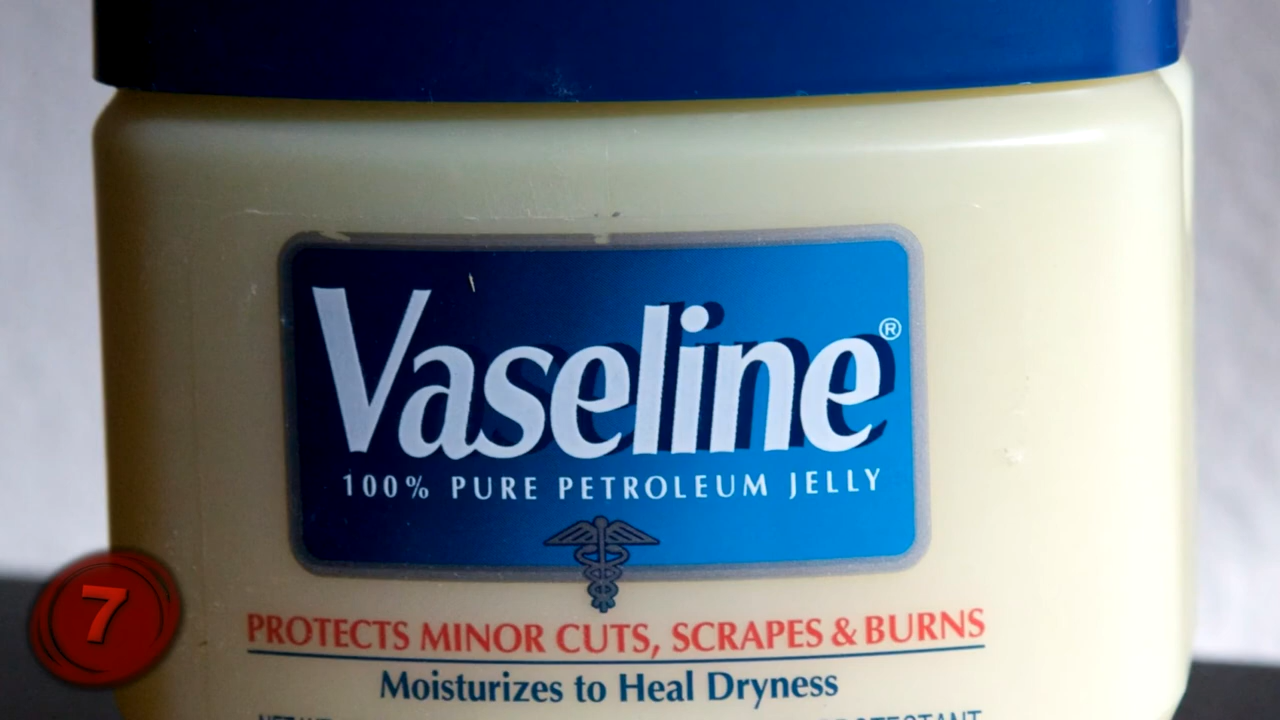 Vaseline®
100% PURE PETROLEUM JELLY
PROTECTS MINOR CUTS, SCRAPES & BURNS
Moisturizes to Heal Dryness
7